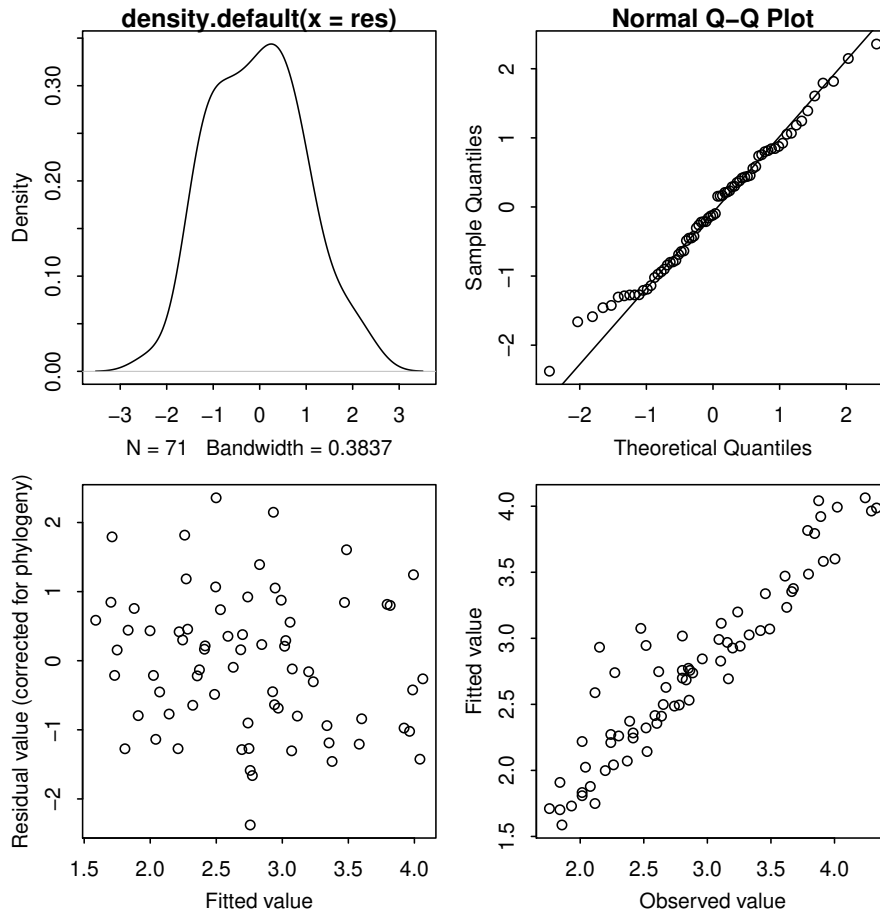 density.default(x = res)
Density
0.00
0.10
0.20
0.30
−3 −2 −1 0 1 2 3
N = 71 Bandwidth = 0.3837
Normal Q−Q Plot
Sample Quantiles
−2
−1
0
1
2
−2 −1 0 1 2
Theoretical Quantiles
Residual value (corrected for phylogeny)
−2
−1
0
1
2
1.5 2.0 2.5 3.0 3.5 4.0
Fitted value
Fitted value
1.5
2.0
2.5
3.0
3.5
4.0
2.0 2.5 3.0 3.5 4.0
Observed value